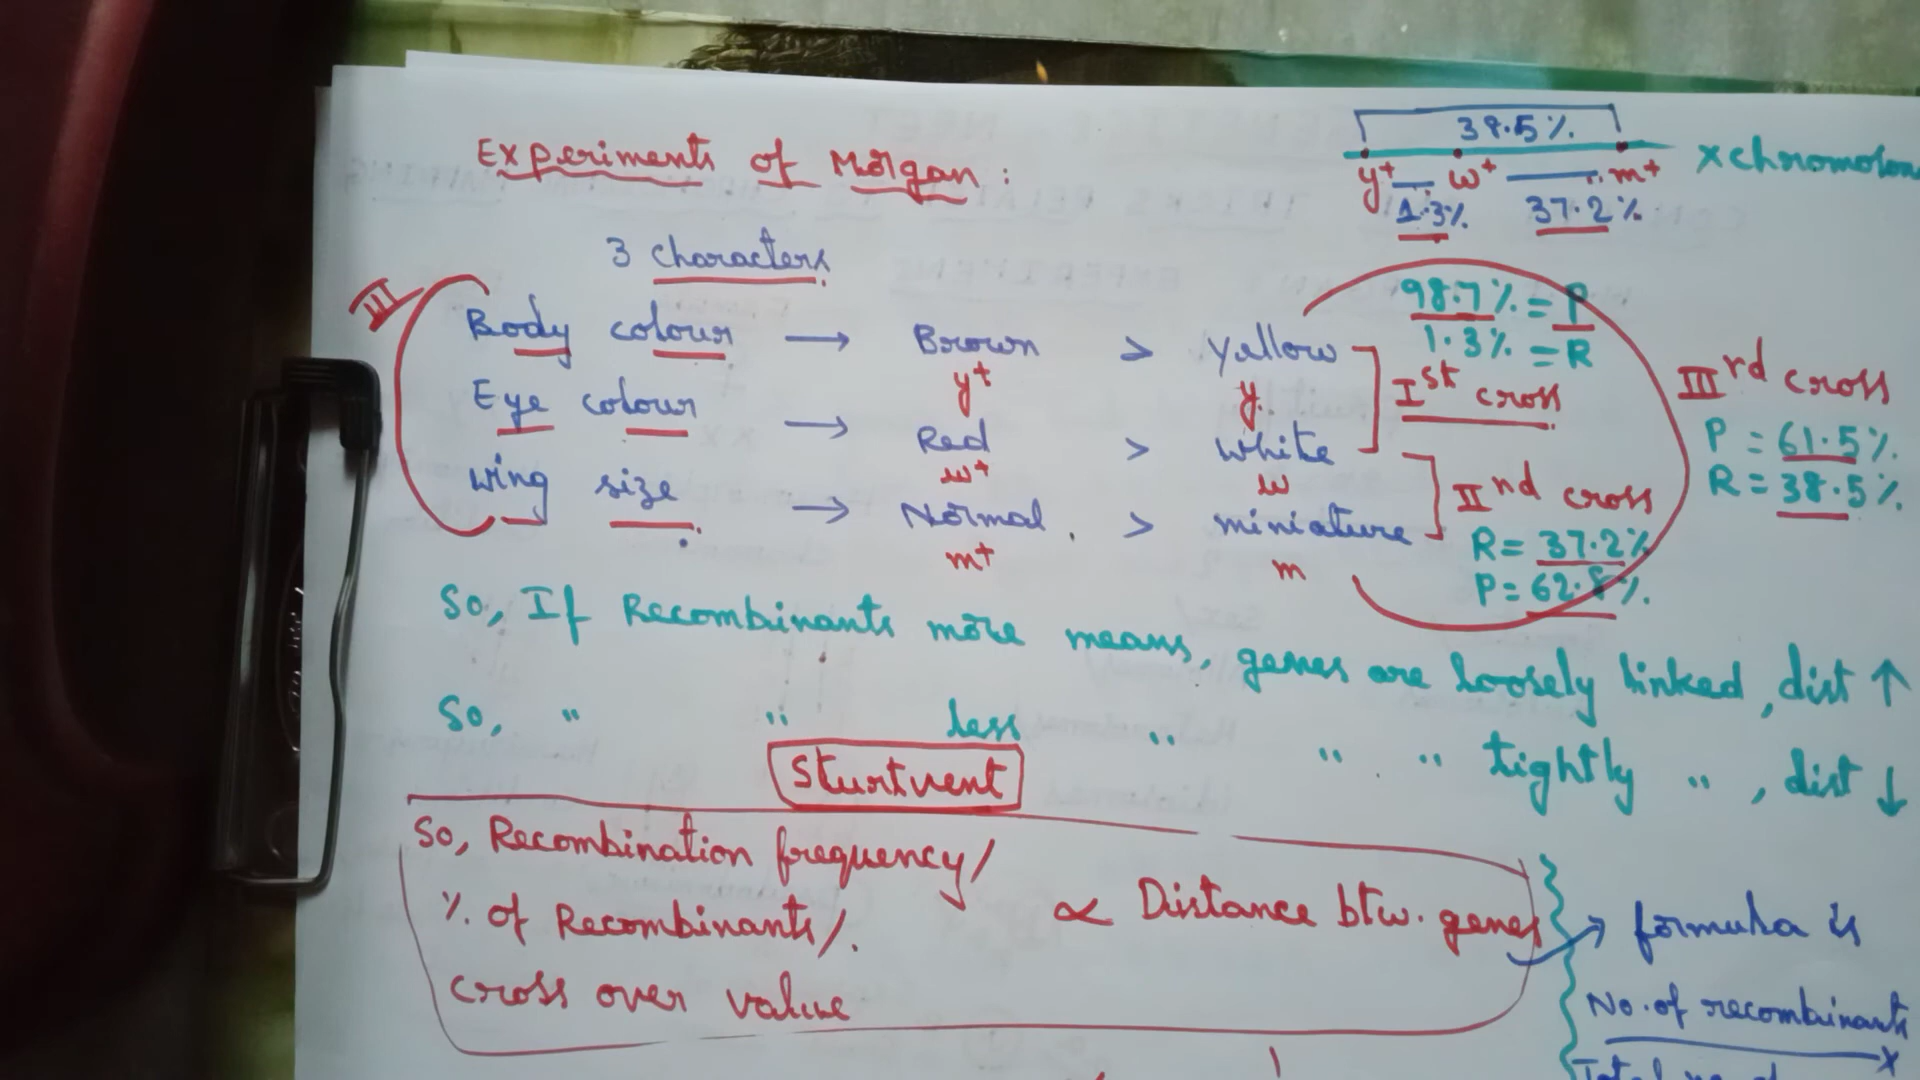 Experiments of Morgan :
38.5%
y+ w+ m+
1.3% 37.2%
3 characters
III
Body colour → Brown > yellow
y+ y
Eye colour → Red > white
w+ w
wing size → Normal > miniature
m+ m
98.7% = P
1.3% = R
Ist cross
IInd cross
R = 37.2%
P = 62.8%
IIIrd cross
P = 61.5%
R = 38.5%
So, If Recombinants more means, genes are loosely linked, dist ↑
So, " " less " " " tightly " , dist ↓
Sturtvent
So, Recombination frequency/
% of Recombinants/
cross over value
∝ Distance btw. genes
→ formula is
No. of recombinants
x